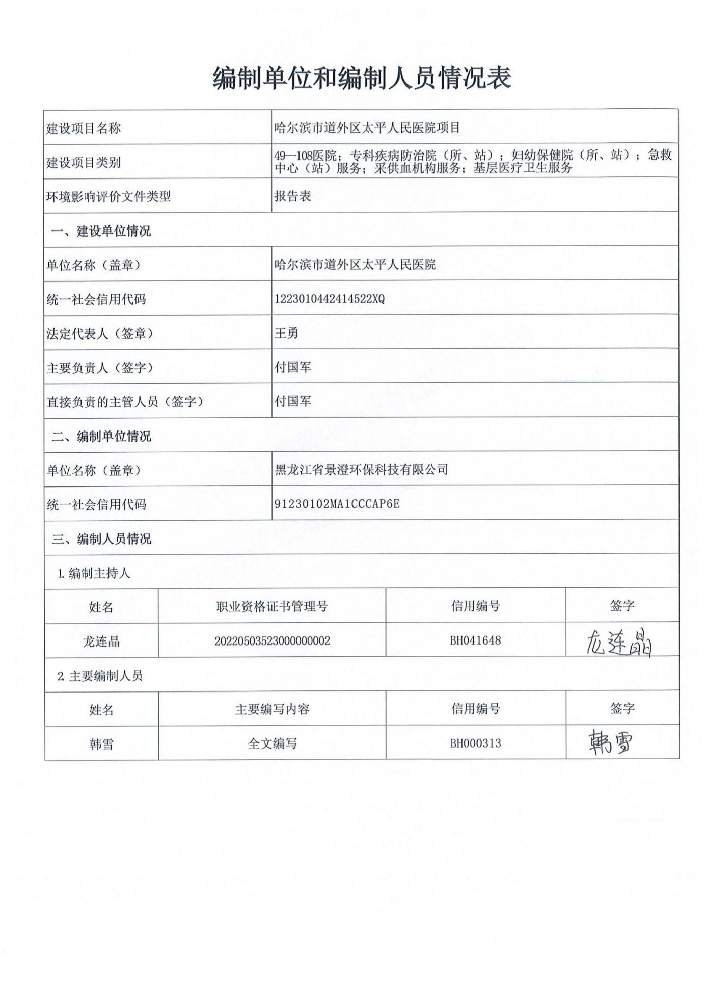 编制单位和编制人员情况表
建设项目名称 哈尔滨市道外区太平人民医院项目
建设项目类别 49—108医院；专科疾病防治院（所、站）；妇幼保健院（所、站）；急救
中心（站）服务；采供血机构服务；基层医疗卫生服务
环境影响评价文件类型 报告表
一、建设单位情况
单位名称（盖章） 哈尔滨市道外区太平人民医院
统一社会信用代码 1223010442414522XQ
法定代表人（签章） 王勇
主要负责人（签字） 付国军
直接负责的主管人员（签字） 付国军
二、编制单位情况
单位名称（盖章） 黑龙江省景澄环保科技有限公司
统一社会信用代码 91230102MA1CCCAP6E
三、编制人员情况
1.编制主持人
姓名 职业资格证书管理号 信用编号 签字
龙连晶 20220503523000000002 BH041648 龙连晶
2.主要编制人员
姓名 主要编写内容 信用编号 签字
韩雪 全文编写 BH000313 韩雪